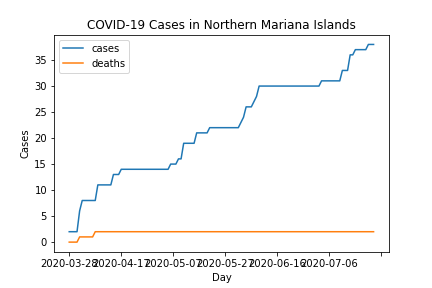 COVID-19 Cases in Northern Mariana Islands
cases
deaths
35
30
25
20
15
10
5
0
Cases
2020-03-28 2020-04-17 2020-05-07 2020-05-27 2020-06-16 2020-07-06
Day